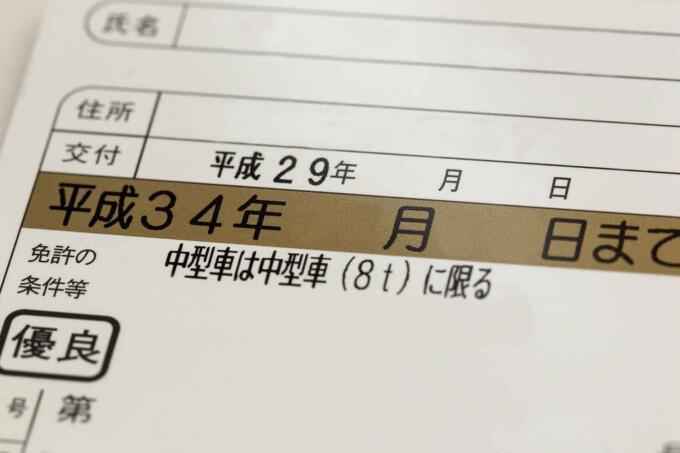 氏名
住所
交付 平成29年 月 日
平成34年 月 日まで
免許の
条件等
中型車は中型車(8t)に限る
優良
号 第